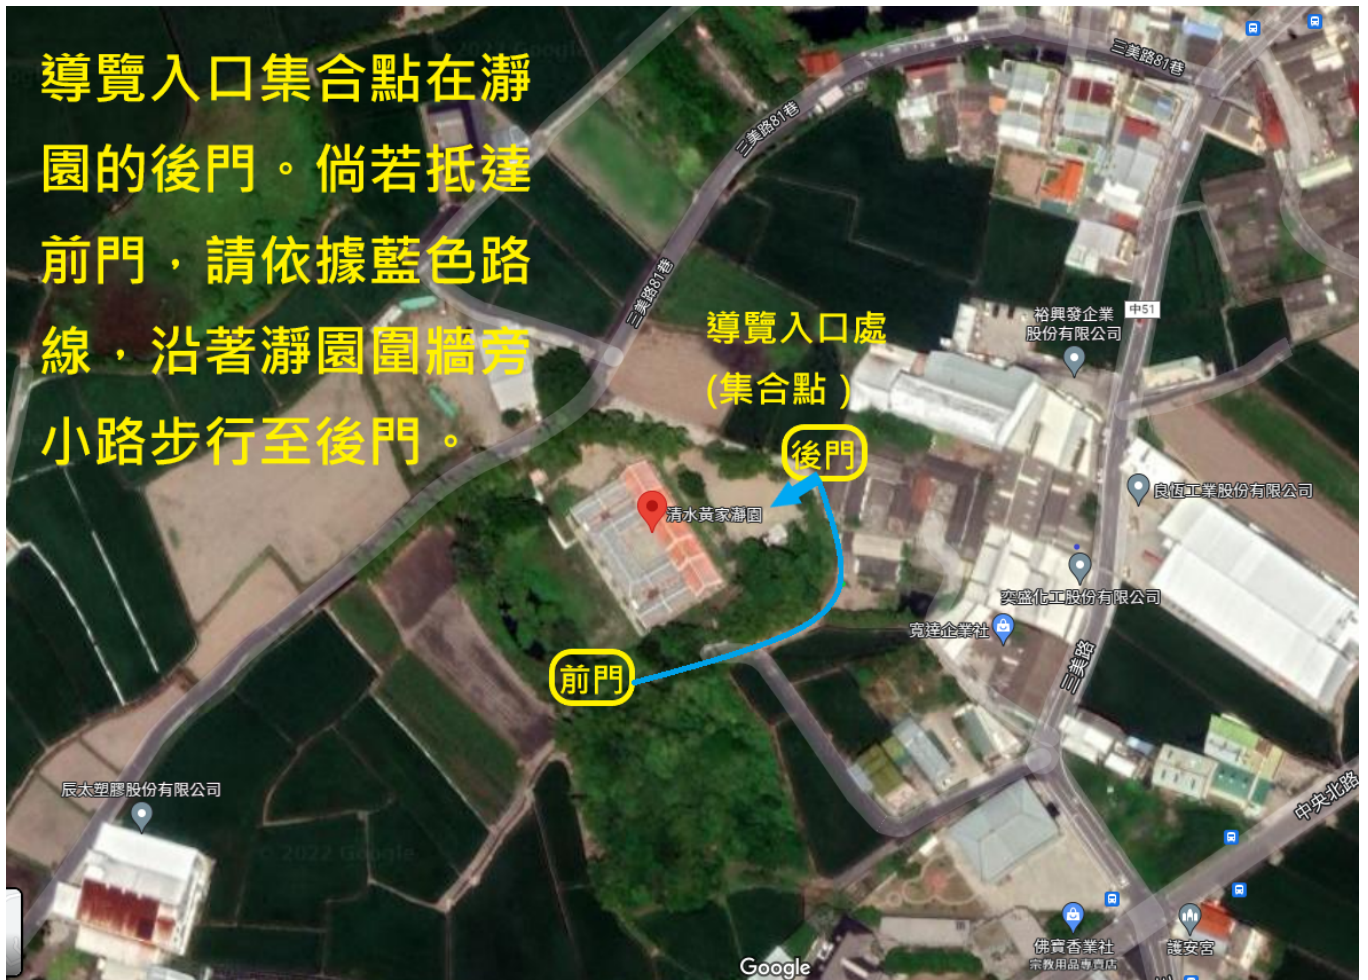 導覽入口集合點在瀞
園的後門。倘若抵達
前門，請依據藍色路
線，沿著瀞園圍牆旁
小路步行至後門。
三美路81巷
三美路81巷
三美路81巷
導覽入口處
(集合點)
裕興發企業
股份有限公司
中51
後門
清水黃家瀞園
良恆工業股份有限公司
奕盛化工股份有限公司
寬達企業社
三美路
前門
辰太塑膠股份有限公司
中央北路
佛寶香業社
宗教用品專賣店
護安宮
© 2022 Google
Google